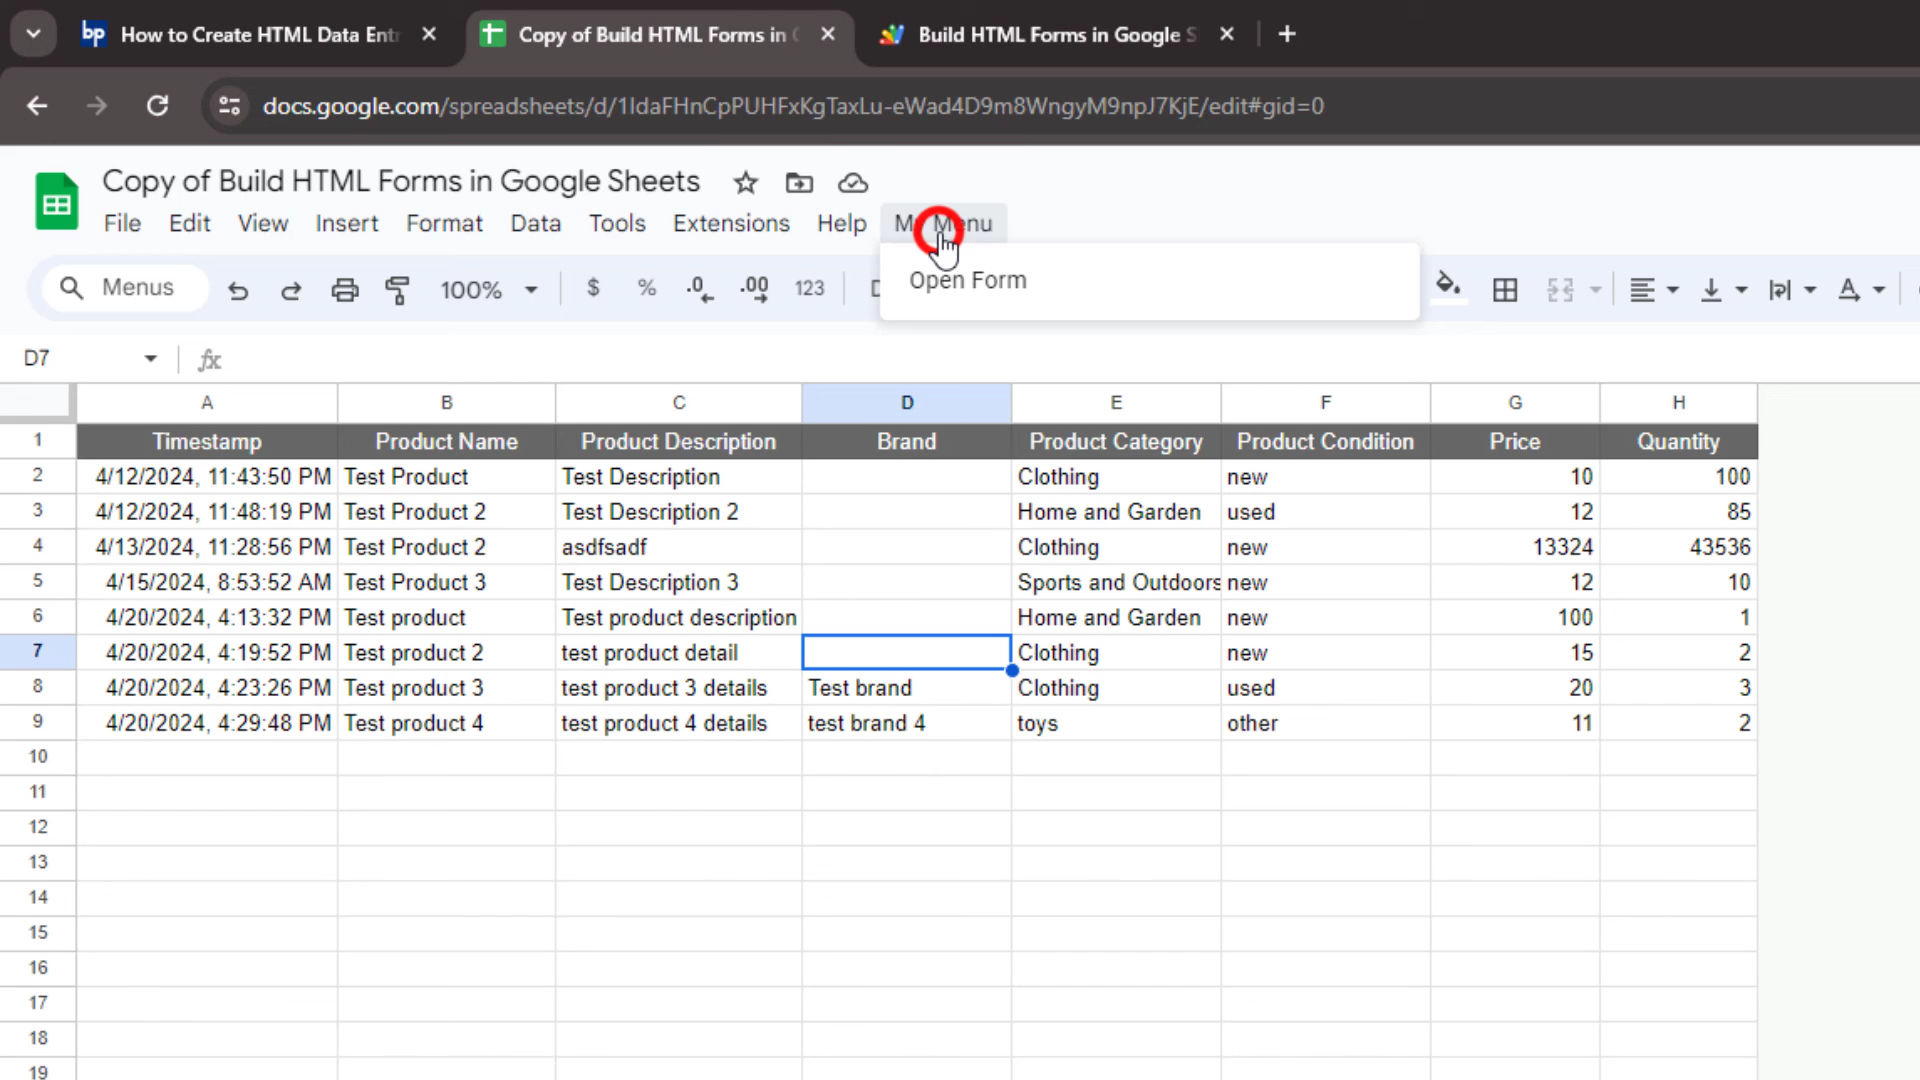 bp How to Create HTML Data Entr
Copy of Build HTML Forms in G
Build HTML Forms in Google S
docs.google.com/spreadsheets/d/1IdaFHnCpPUHFxKgTaxLu-eWad4D9m8WngyM9npJ7KjE/edit#gid=0
Copy of Build HTML Forms in Google Sheets
File Edit View Insert Format Data Tools Extensions Help My Menu
Open Form
Menus 100% $ % .0 .00 123
D7 fx
A B C D E F G H
1 Timestamp Product Name Product Description Brand Product Category Product Condition Price Quantity
2 4/12/2024, 11:43:50 PM Test Product Test Description Clothing new 10 100
3 4/12/2024, 11:48:19 PM Test Product 2 Test Description 2 Home and Garden used 12 85
4 4/13/2024, 11:28:56 PM Test Product 2 asdfsadf Clothing new 13324 43536
5 4/15/2024, 8:53:52 AM Test Product 3 Test Description 3 Sports and Outdoors new 12 10
6 4/20/2024, 4:13:32 PM Test product Test product description Home and Garden new 100 1
7 4/20/2024, 4:19:52 PM Test product 2 test product detail Clothing new 15 2
8 4/20/2024, 4:23:26 PM Test product 3 test product 3 details Test brand Clothing used 20 3
9 4/20/2024, 4:29:48 PM Test product 4 test product 4 details test brand 4 toys other 11 2
10
11
12
13
14
15
16
17
18
19